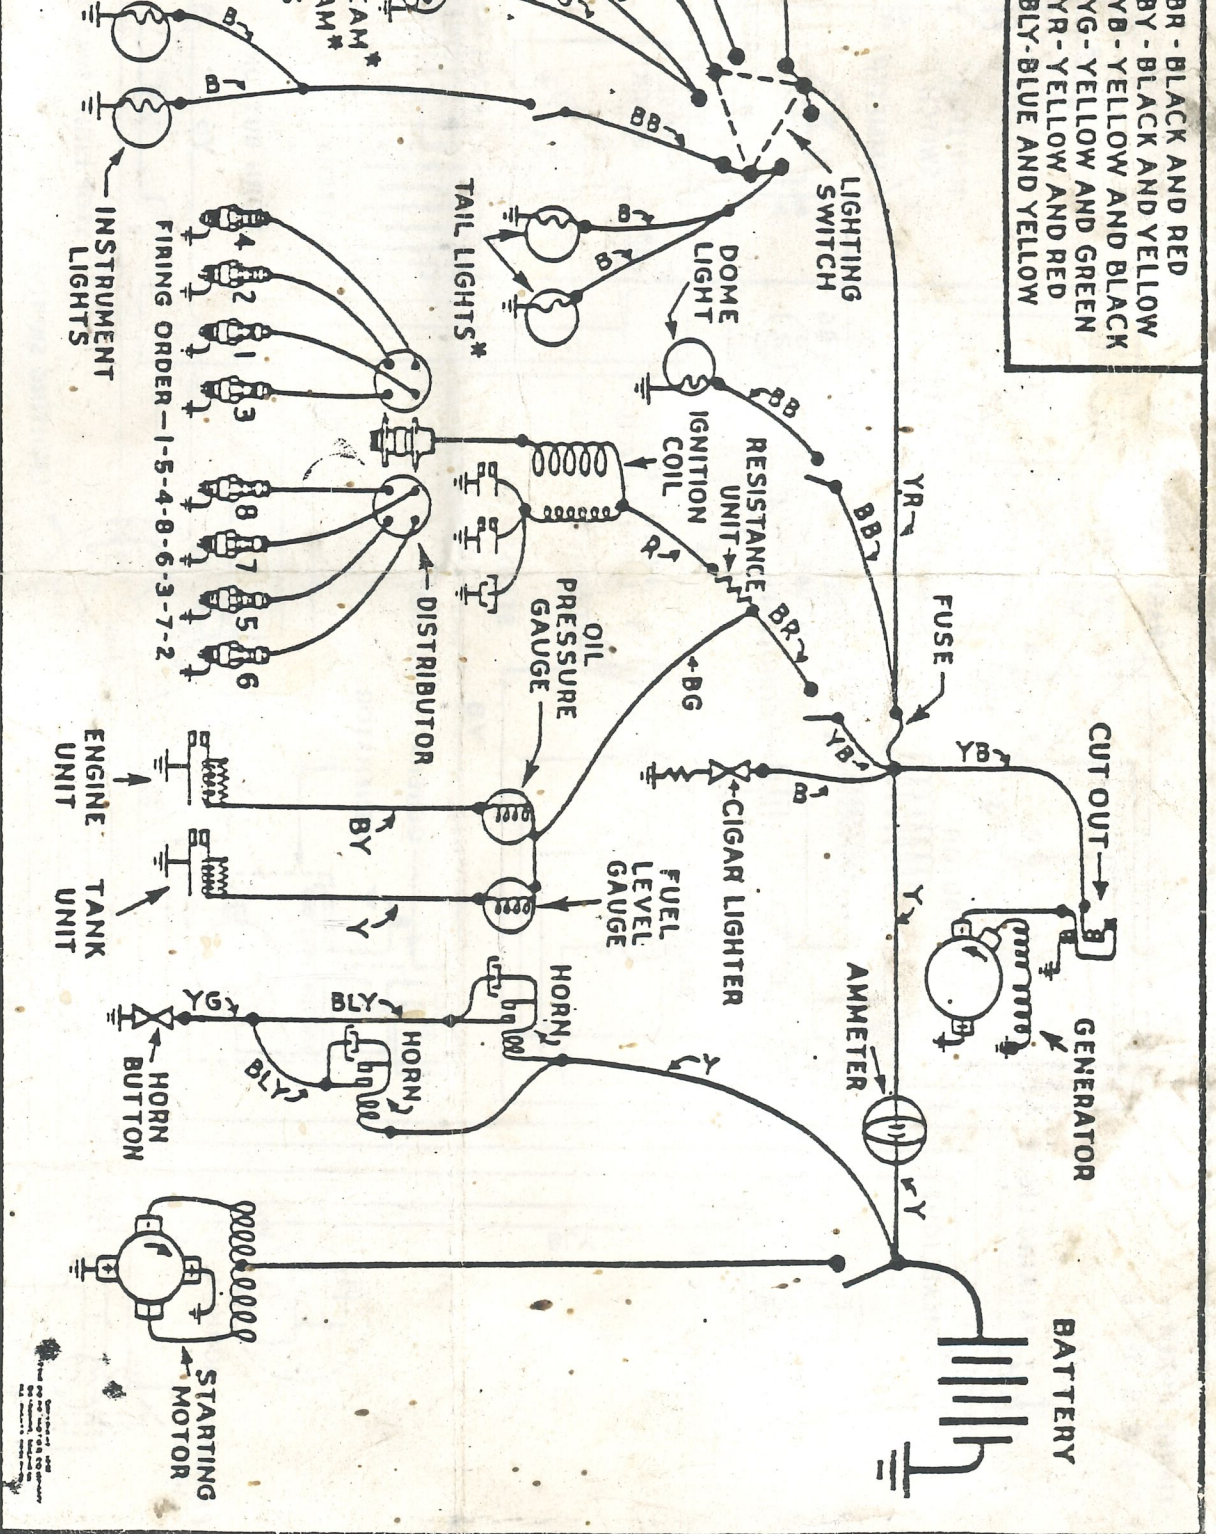 BR - BLACK AND RED
BY - BLACK AND YELLOW
YB - YELLOW AND BLACK
YG - YELLOW AND GREEN
YR - YELLOW AND RED
BLY - BLUE AND YELLOW
BATTERY
GENERATOR
CUT OUT
FUSE
YB
YR
Y
AMMETER
Y
LIGHTING
SWITCH
BB
BB
YB
B
BR
CIGAR LIGHTER
DOME
LIGHT
RESISTANCE
UNIT
IGNITION
COIL
R
BG
Y
BB
B
B
TAIL LIGHTS*
FUEL
LEVEL
GAUGE
OIL
PRESSURE
GAUGE
HORN
HORN
DISTRIBUTOR
BY
Y
BLY
BLY
YG
EAM*
AM*
S
B
B
4
2
1
3
8
7
5
6
FIRING ORDER - 1-5-4-8-6-3-7-2
INSTRUMENT
LIGHTS
ENGINE
UNIT
TANK
UNIT
HORN
BUTTON
STARTING
MOTOR